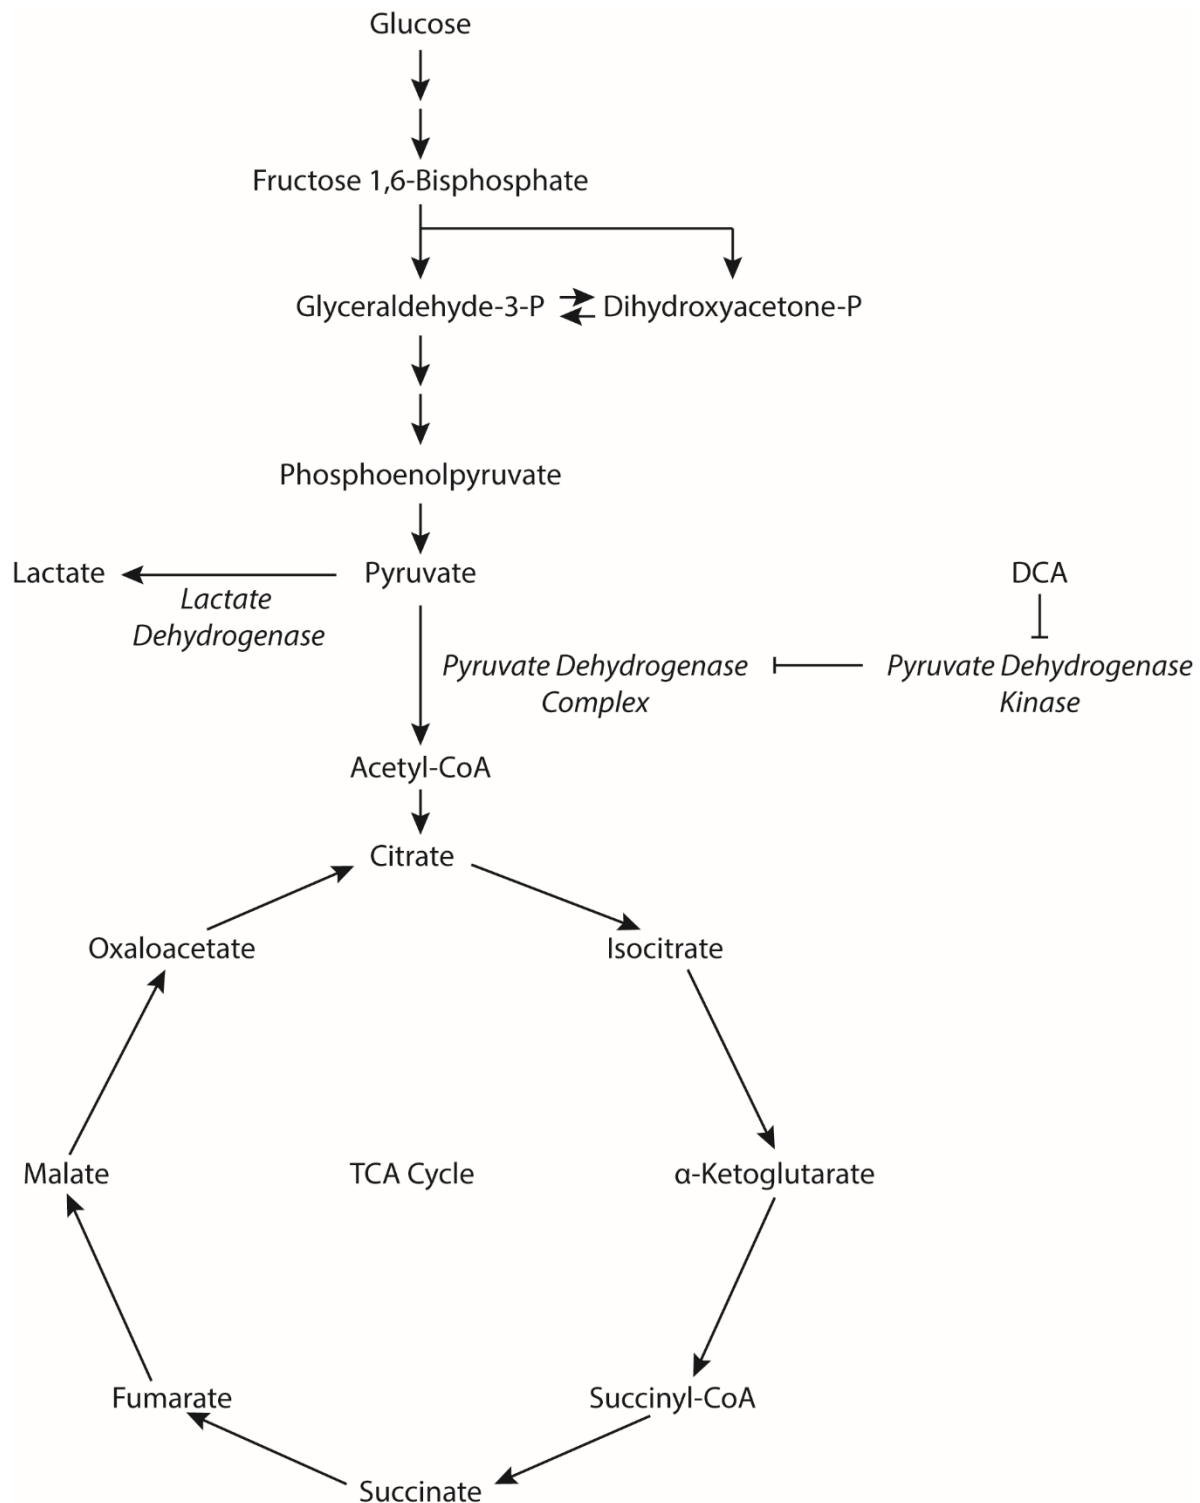 Glucose
Fructose 1,6-Bisphosphate
Glyceraldehyde-3-P
Dihydroxyacetone-P
Phosphoenolpyruvate
Lactate
Pyruvate
DCA
Lactate
Dehydrogenase
Pyruvate Dehydrogenase
Complex
Pyruvate Dehydrogenase
Kinase
Acetyl-CoA
Citrate
Oxaloacetate
Isocitrate
Malate
TCA Cycle
α-Ketoglutarate
Fumarate
Succinyl-CoA
Succinate